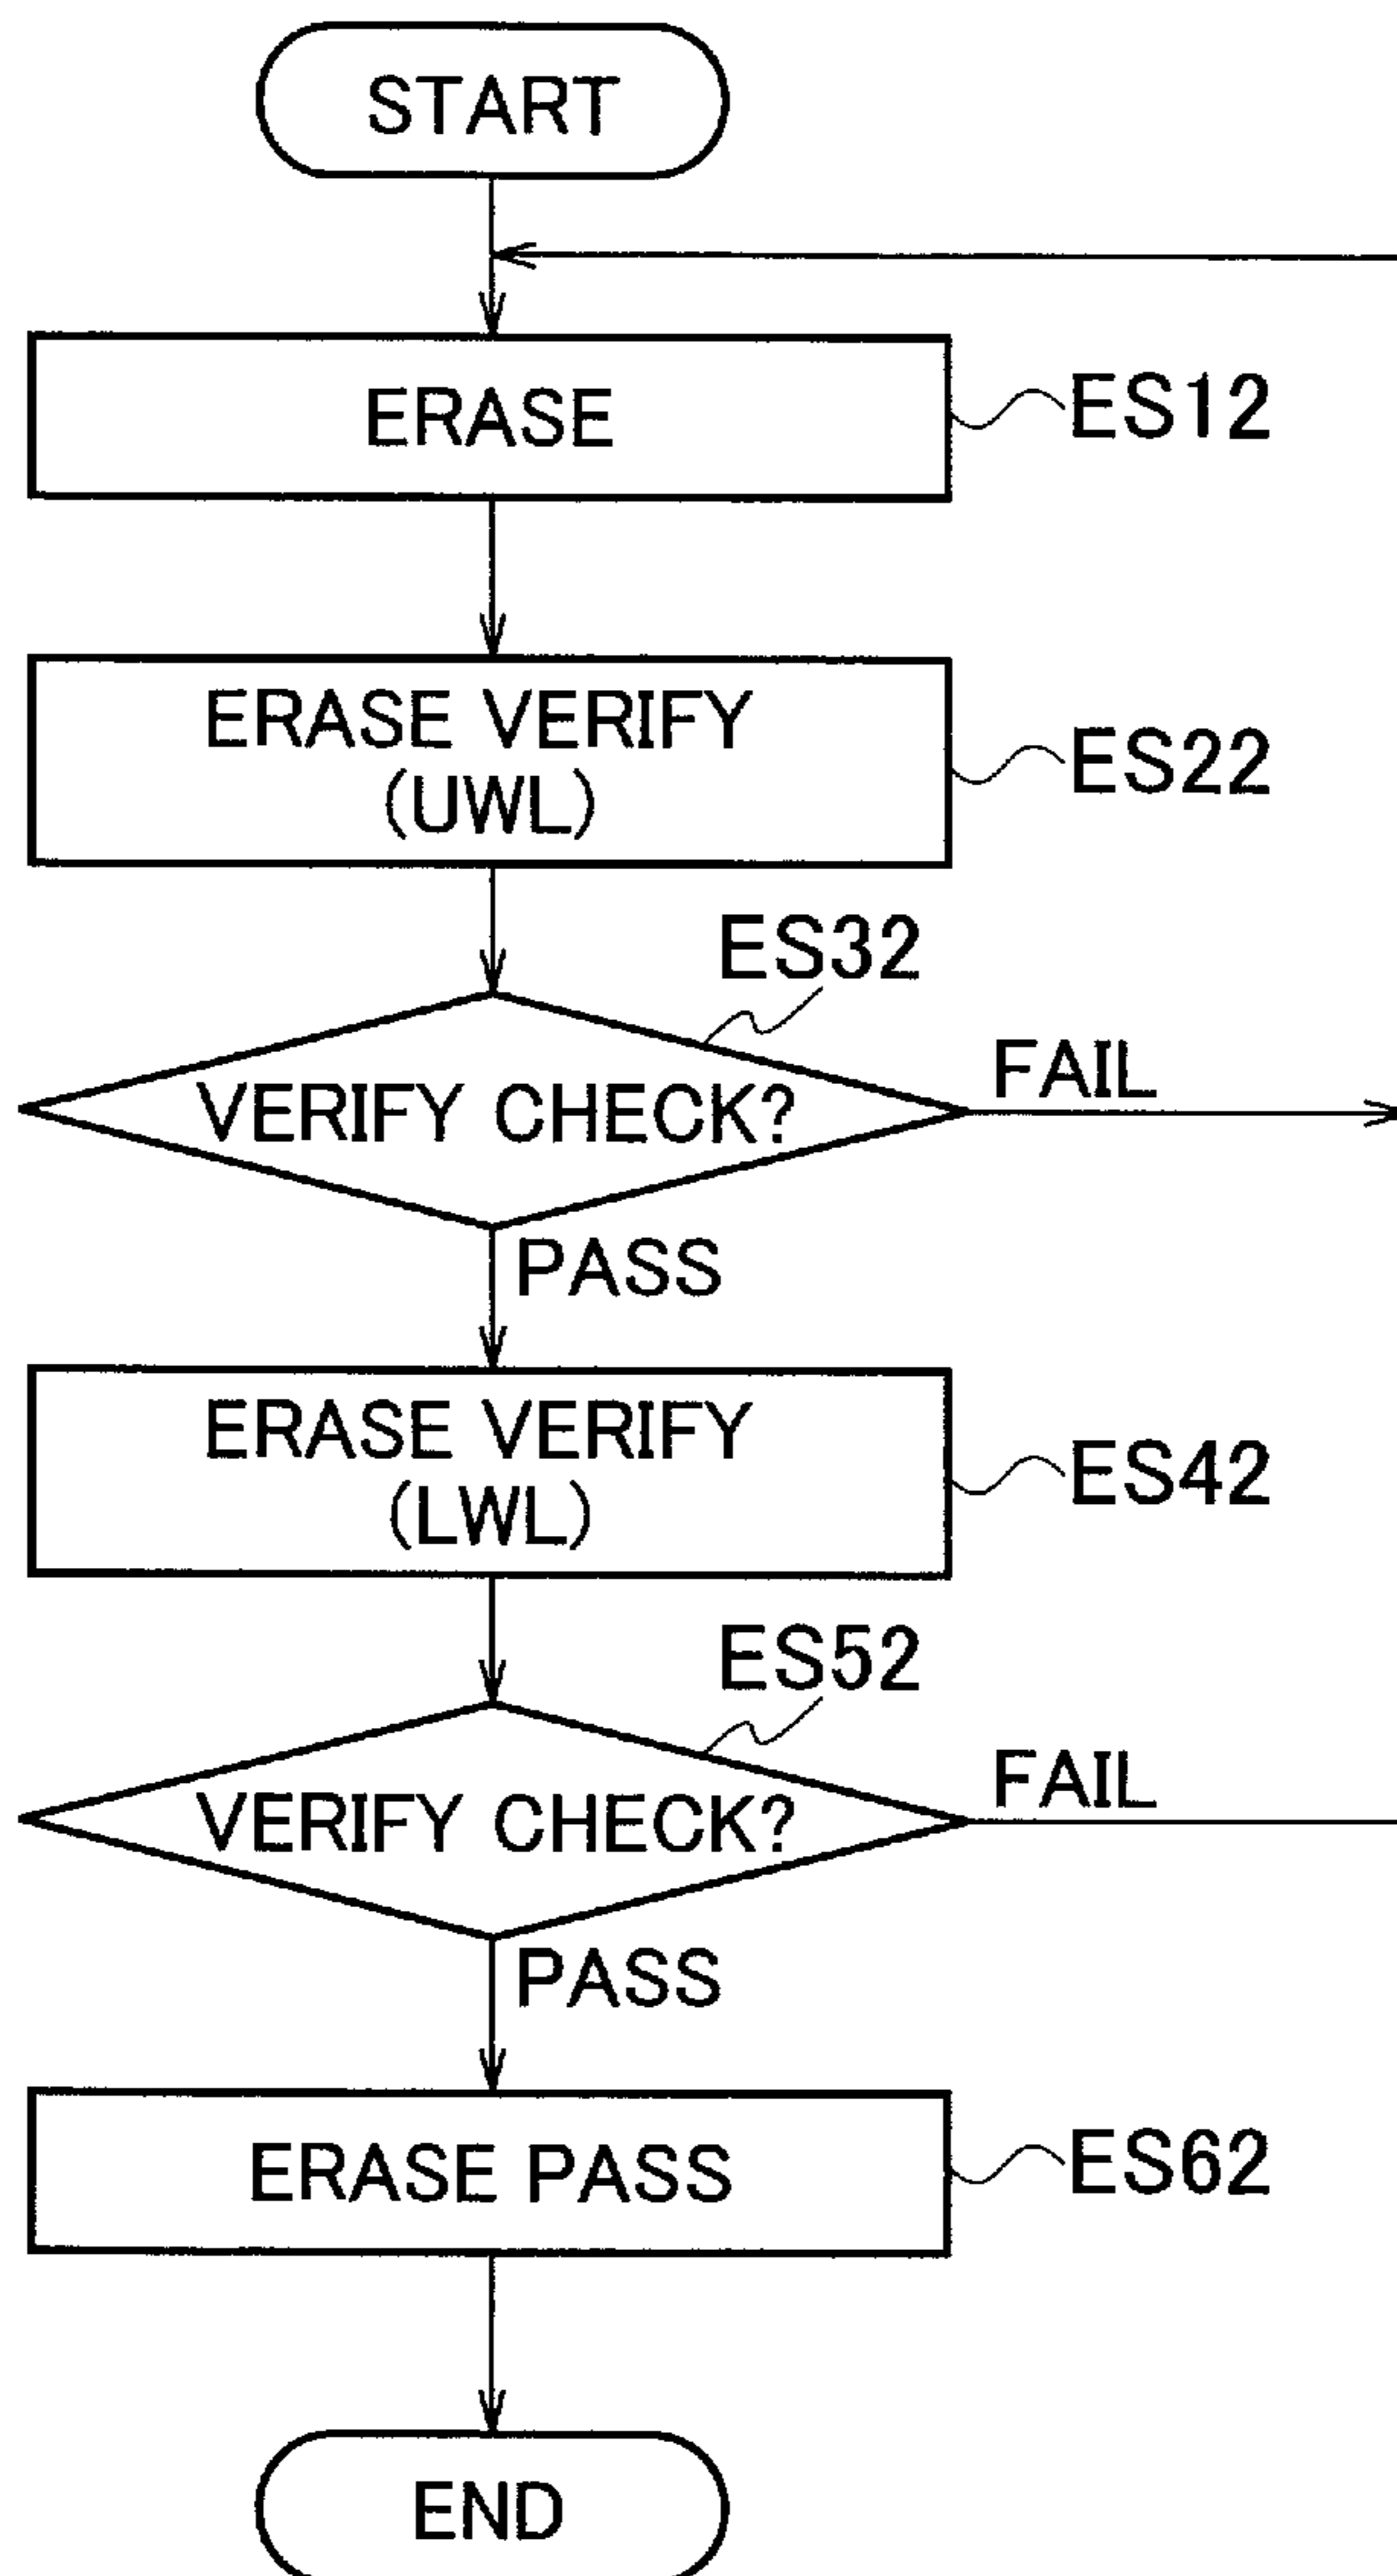 START
ERASE
ES12
ERASE VERIFY
(UWL)
ES22
ES32
VERIFY CHECK?
FAIL
PASS
ERASE VERIFY
(LWL)
ES42
ES52
VERIFY CHECK?
FAIL
PASS
ERASE PASS
ES62
END